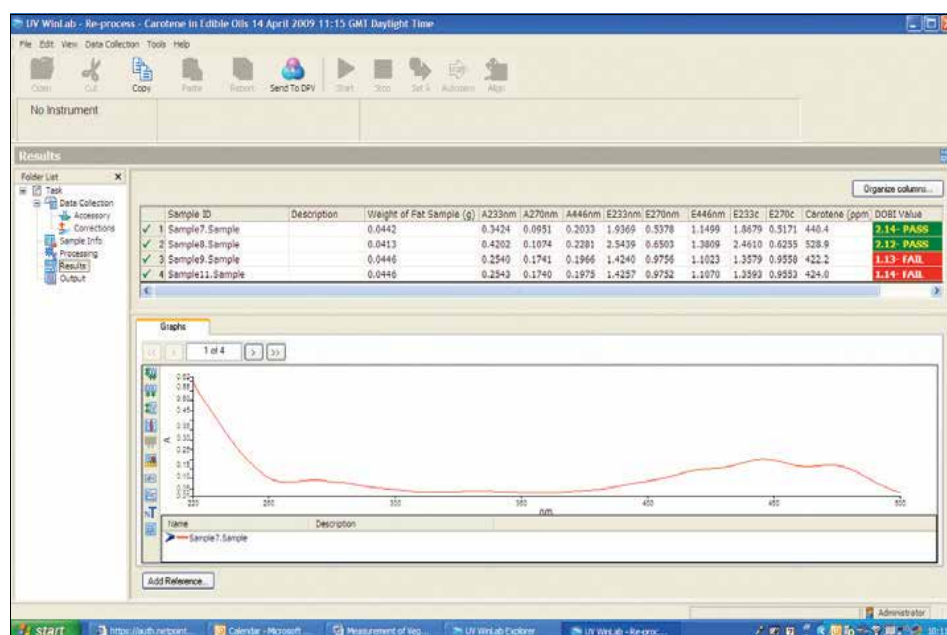 UV WinLab - Re-process - Carotene in Edible Oils 14 April 2009 11:15 GMT Daylight Time
File Edit View Data Collection Tools Help
Open Cut Copy Paste Report Send To DPV Start Stop Set λ Autozero Align
No Instrument
Results
Folder List
Organize columns...
Task
Data Collection
Accessory
Corrections
Sample Info
Processing
Results
Output
Sample ID Description Weight of Fat Sample (g) A233nm A270nm A446nm E233nm E270nm E446nm E233c E270c Carotene (ppm) DOBI Value
1 Sample7.Sample 0.0442 0.3424 0.0951 0.2033 1.9369 0.5378 1.1499 1.8679 0.5171 440.4 2.14- PASS
2 Sample8.Sample 0.0413 0.4202 0.1074 0.2281 2.5439 0.6503 1.3809 2.4610 0.6255 528.9 2.12- PASS
3 Sample9.Sample 0.0446 0.2540 0.1741 0.1966 1.4240 0.9756 1.1023 1.3579 0.9558 422.2 1.13- FAIL
4 Sample11.Sample 0.0446 0.2543 0.1740 0.1975 1.4257 0.9752 1.1070 1.3593 0.9553 424.0 1.14- FAIL
Graphs
1 of 4
A
nm
Name Description
Sample7.Sample
Add Reference...
Administrator
start https://auth.netpoint... Calendar - Microsoft ... Measurement of Veg... UV WinLab Explorer UV WinLab - Re-proc...